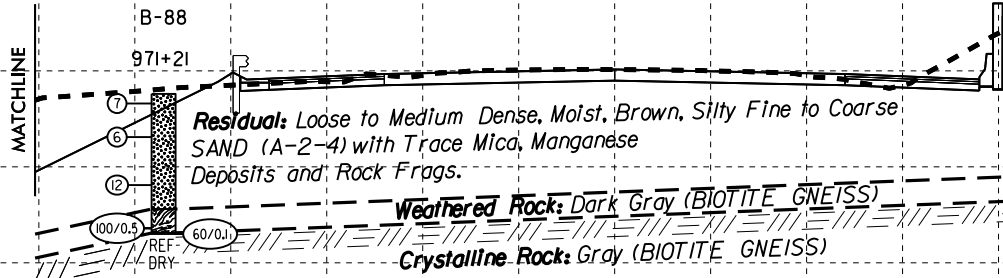 B-88
971+21
MATCHLINE
7
Residual: Loose to Medium Dense, Moist, Brown, Silty Fine to Coarse
6
SAND (A-2-4) with Trace Mica, Manganese
Deposits and Rock Frags.
12
Weathered Rock: Dark Gray (BIOTITE GNEISS)
100/0.5
60/0.1
REF-
DRY
Crystalline Rock: Gray (BIOTITE GNEISS)